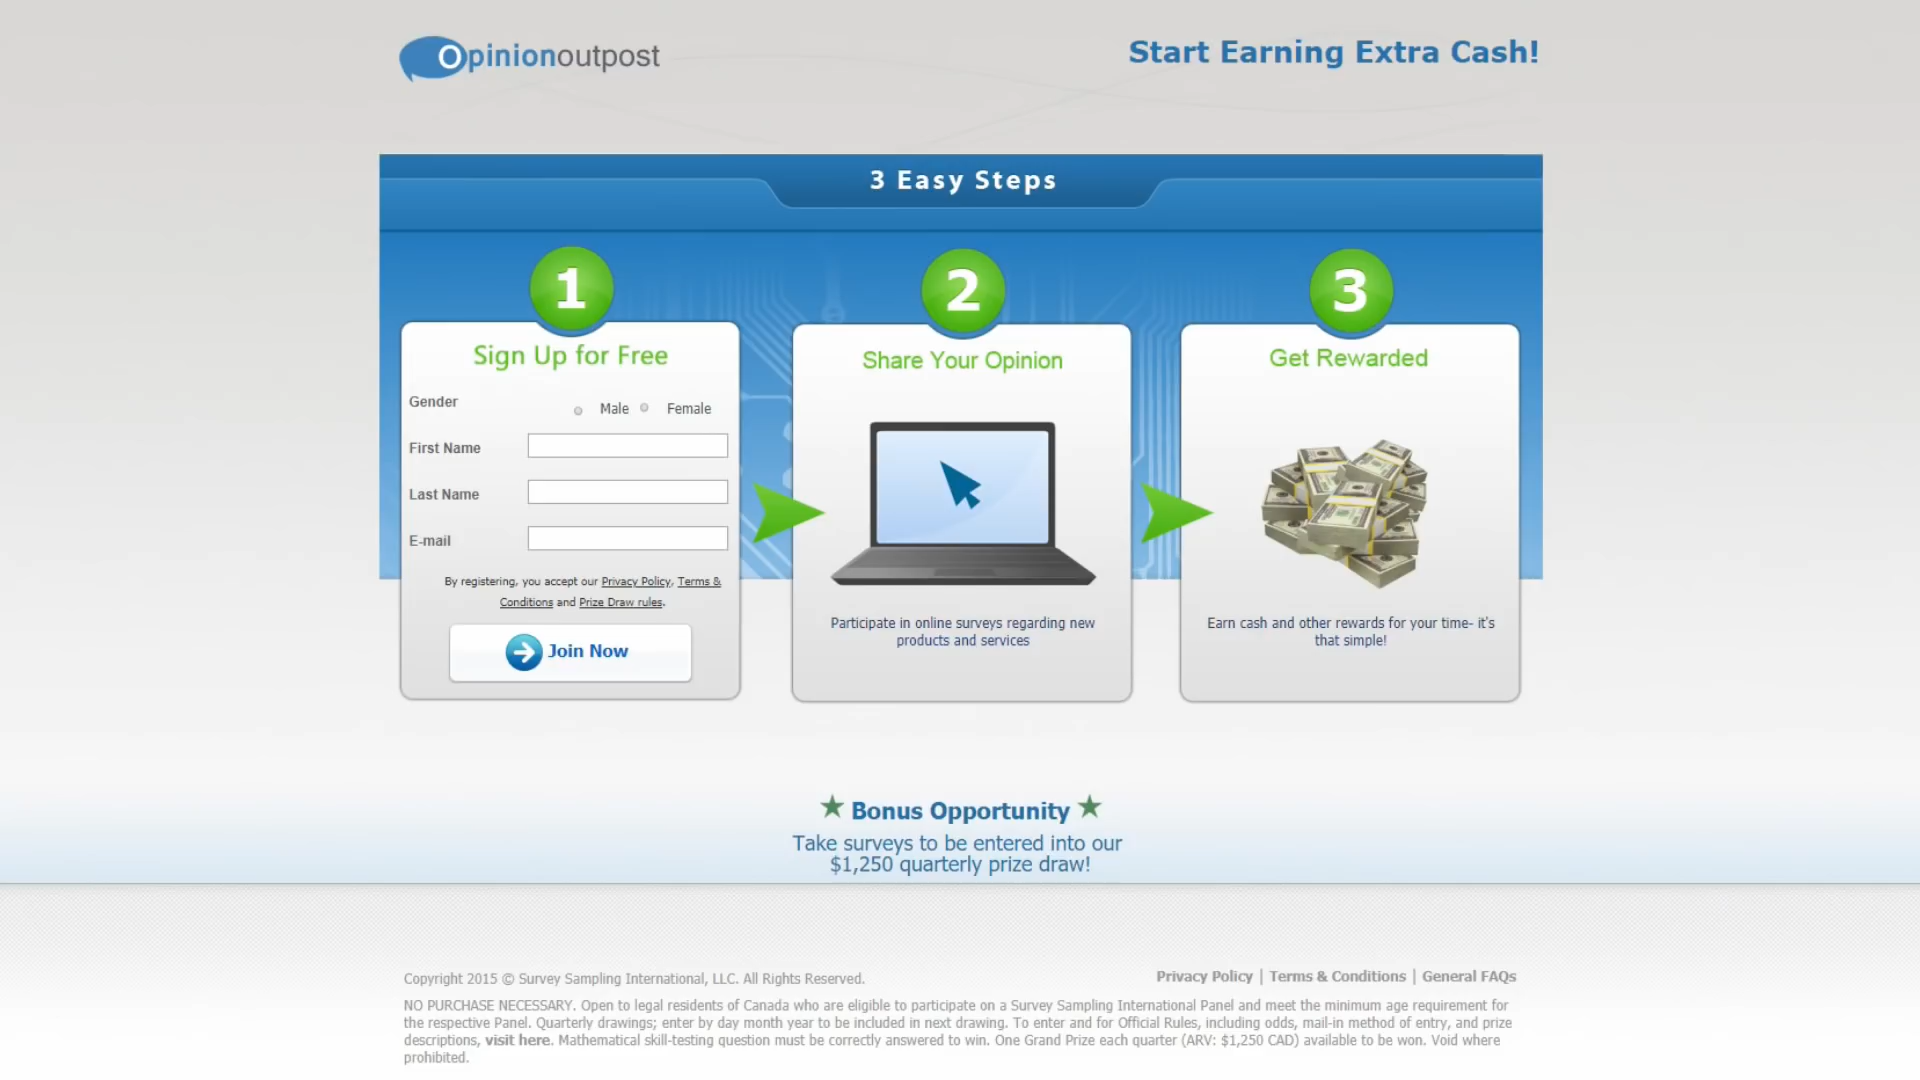 Opinionoutpost
Start Earning Extra Cash!
3 Easy Steps
1
Sign Up for Free
Gender
Male
Female
First Name
Last Name
E-mail
By registering, you accept our Privacy Policy, Terms &
Conditions and Prize Draw rules.
Join Now
2
Share Your Opinion
Participate in online surveys regarding new
products and services
3
Get Rewarded
Earn cash and other rewards for your time- it's
that simple!
★ Bonus Opportunity ★
Take surveys to be entered into our
$1,250 quarterly prize draw!
Copyright 2015 © Survey Sampling International, LLC. All Rights Reserved.
Privacy Policy | Terms & Conditions | General FAQs
NO PURCHASE NECESSARY. Open to legal residents of Canada who are eligible to participate on a Survey Sampling International Panel and meet the minimum age requirement for
the respective Panel. Quarterly drawings; enter by day month year to be included in next drawing. To enter and for Official Rules, including odds, mail-in method of entry, and prize
descriptions, visit here. Mathematical skill-testing question must be correctly answered to win. One Grand Prize each quarter (ARV: $1,250 CAD) available to be won. Void where
prohibited.